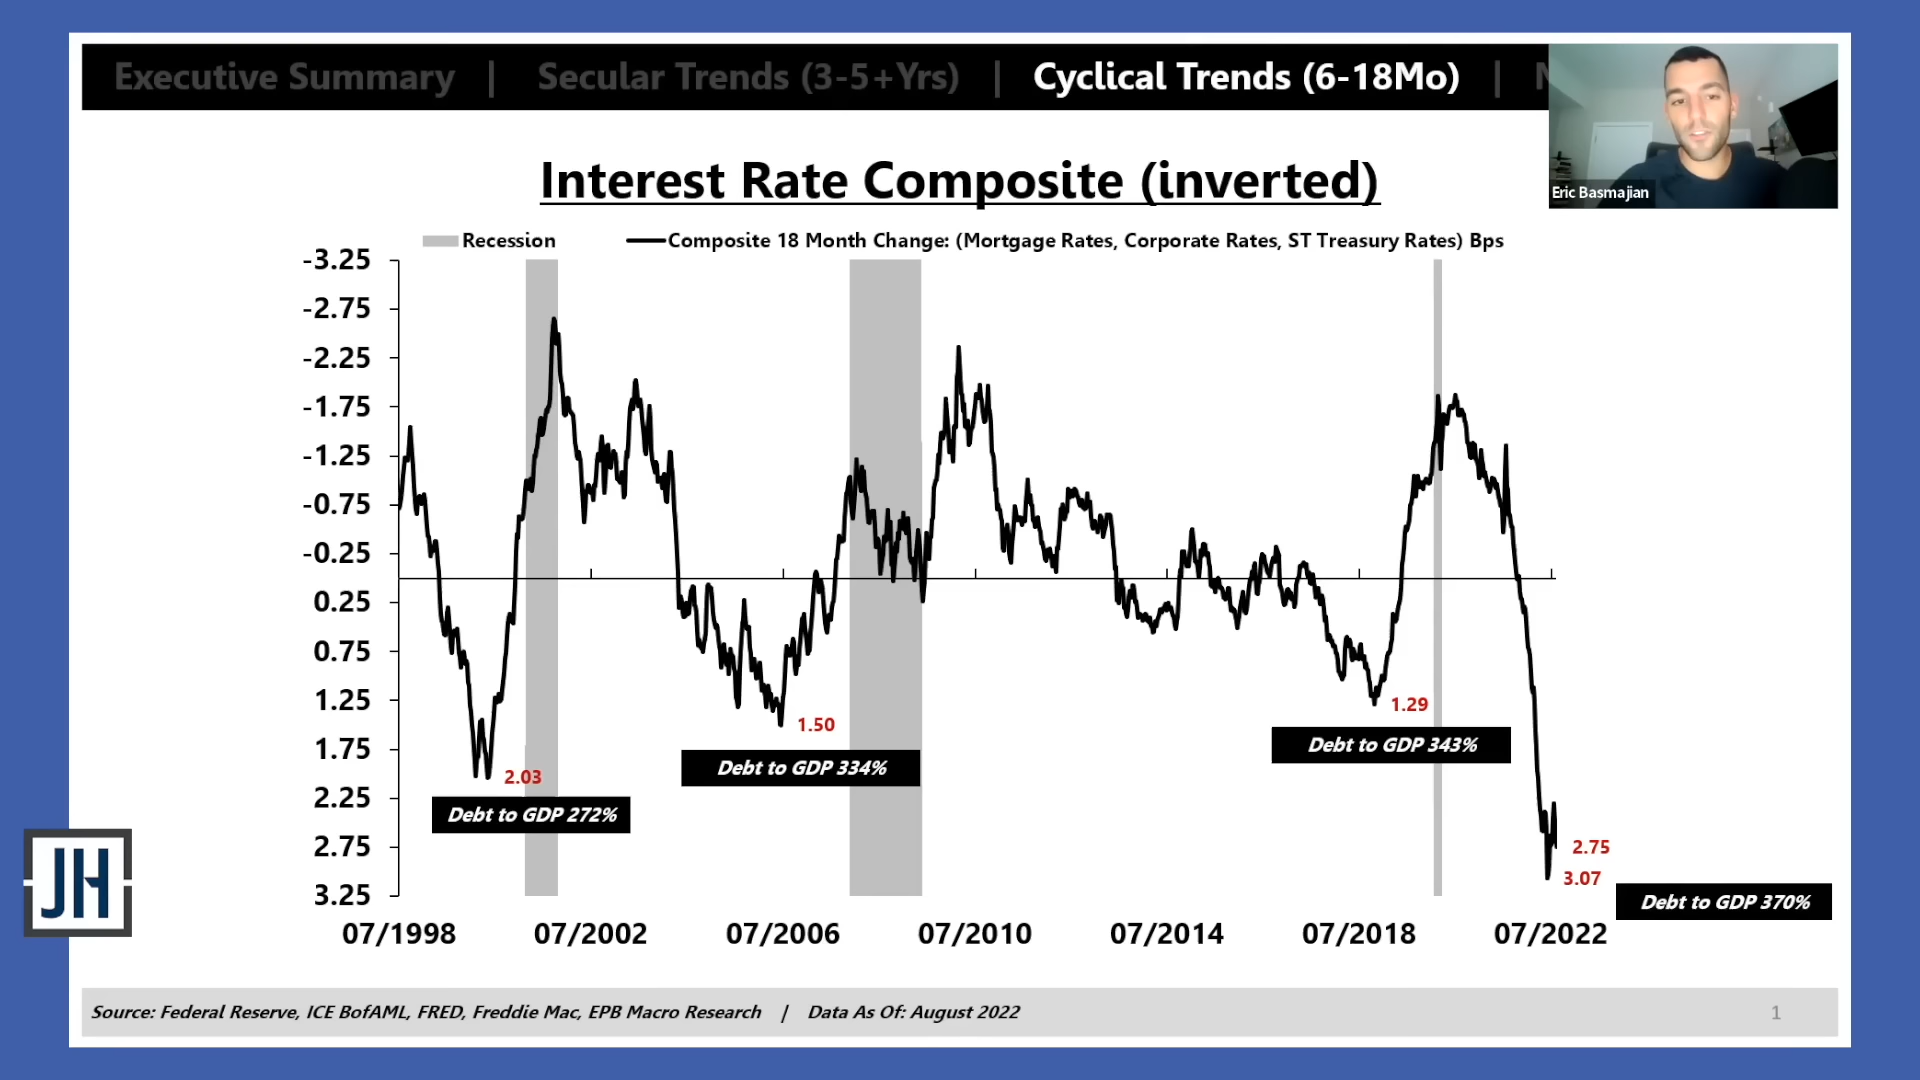 Executive Summary | Secular Trends (3-5+Yrs) | Cyclical Trends (6-18Mo) |
Eric Basmajian
Interest Rate Composite (inverted)
Recession
Composite 18 Month Change: (Mortgage Rates, Corporate Rates, ST Treasury Rates) Bps
-3.25
-2.75
-2.25
-1.75
-1.25
-0.75
-0.25
0.25
0.75
1.25
1.75
2.25
2.75
3.25
1.29
1.50
Debt to GDP 343%
Debt to GDP 334%
2.03
Debt to GDP 272%
2.75
3.07
Debt to GDP 370%
JH
07/1998
07/2002
07/2006
07/2010
07/2014
07/2018
07/2022
Source: Federal Reserve, ICE BofAML, FRED, Freddie Mac, EPB Macro Research | Data As Of: August 2022
1